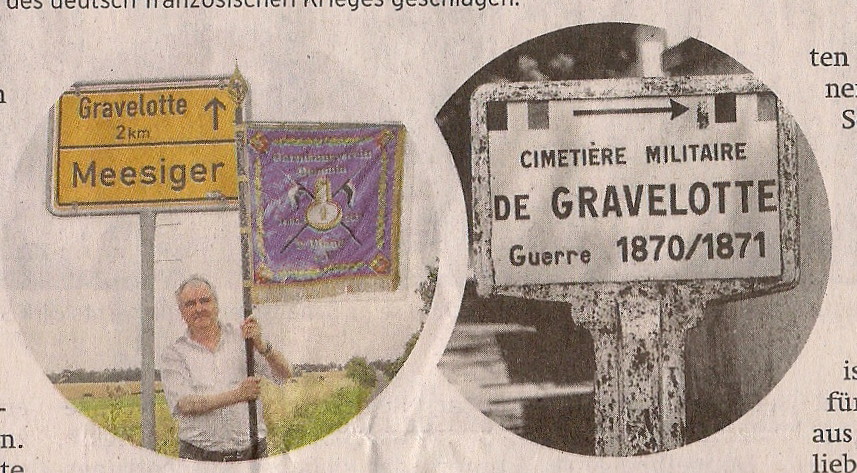 des deutsch französischen Krieges geschlagen.
Gravelotte
2km
Meesiger
Demmin
CIMETIÈRE MILITAIRE
DE GRAVELOTTE
Guerre 1870/1871
ten
S
n.
te
is
für
aus
lieb